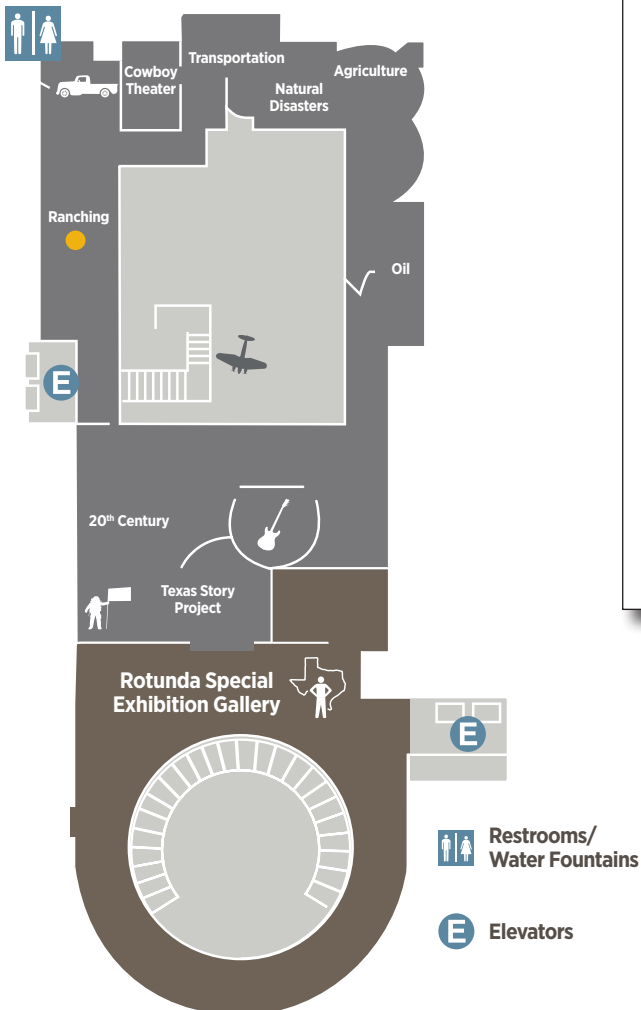 Transportation
Cowboy
Theater
Agriculture
Natural
Disasters
Ranching
Oil
E
20th Century
Texas Story
Project
Rotunda Special
Exhibition Gallery
E
Restrooms/
Water Fountains
E
Elevators